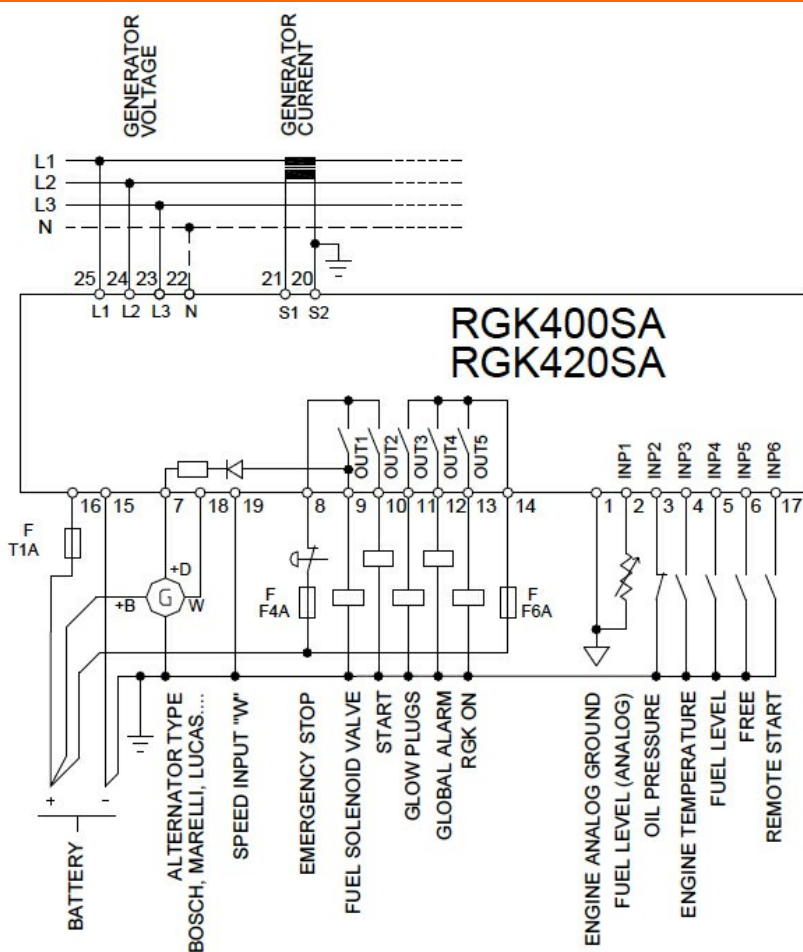 GENERATOR
VOLTAGE
GENERATOR
CURRENT
L1
L2
L3
N
25 24 23 22 21 20
L1 L2 L3 N S1 S2
RGK400SA
RGK420SA
OUT1
OUT2
OUT3
OUT4
OUT5
INP1
INP2
INP3
INP4
INP5
INP6
16 15 7 18 19 8 9 10 11 12 13 14 1 2 3 4 5 6 17
F
T1A
+D
+B
G
W
F
F4A
F
F6A
+
-
BATTERY
ALTERNATOR TYPE
BOSCH, MARELLI, LUCAS....
SPEED INPUT "W"
EMERGENCY STOP
FUEL SOLENOID VALVE
START
GLOW PLUGS
GLOBAL ALARM
RGK ON
ENGINE ANALOG GROUND
FUEL LEVEL (ANALOG)
OIL PRESSURE
ENGINE TEMPERATURE
FUEL LEVEL
FREE
REMOTE START